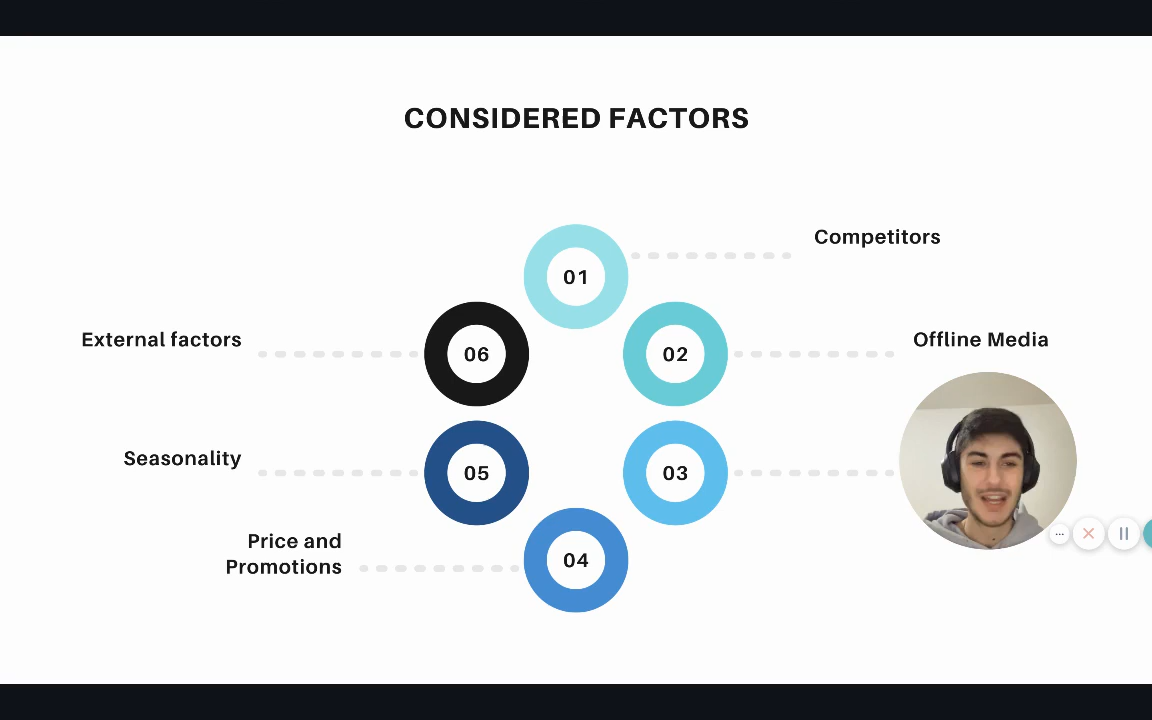 CONSIDERED FACTORS
01
Competitors
06
External factors
02
Offline Media
05
Seasonality
03
04
Price and
Promotions